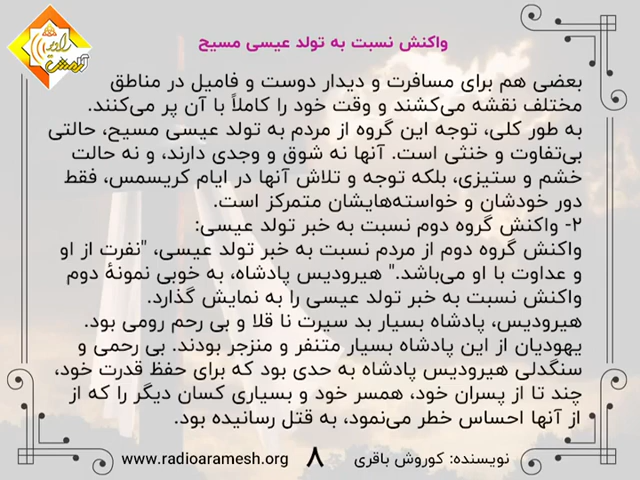 رادیو
آرامش
واکنش نسبت به تولد عیسی مسیح
بعضی هم برای مسافرت و دیدار دوست و فامیل در مناطق
مختلف نقشه می‌کشند و وقت خود را کاملاً با آن پر می‌کنند.
به طور کلی، توجه این گروه از مردم به تولد عیسی مسیح، حالتی
بی‌تفاوت و خنثی است. آنها نه شوق و وجدی دارند، و نه حالت
خشم و ستیزی، بلکه توجه و تلاش آنها در ایام کریسمس، فقط
دور خودشان و خواسته‌هایشان متمرکز است.
۲- واکنش گروه دوم نسبت به خبر تولد عیسی:
واکنش گروه دوم از مردم نسبت به خبر تولد عیسی، "نفرت از او
و عداوت با او می‌باشد." هیرودیس پادشاه، به خوبی نمونهٔ دوم
واکنش نسبت به خبر تولد عیسی را به نمایش گذارد.
هیرودیس، پادشاه بسیار بد سیرت نا قلا و بی رحم رومی بود.
یهودیان از این پادشاه بسیار متنفر و منزجر بودند. بی رحمی و
سنگدلی هیرودیس پادشاه به حدی بود که برای حفظ قدرت خود،
چند تا از پسران خود، همسر خود و بسیاری کسان دیگر را که از
از آنها احساس خطر می‌نمود، به قتل رسانیده بود.
نویسنده: کوروش باقری ۸ www.radioaramesh.org